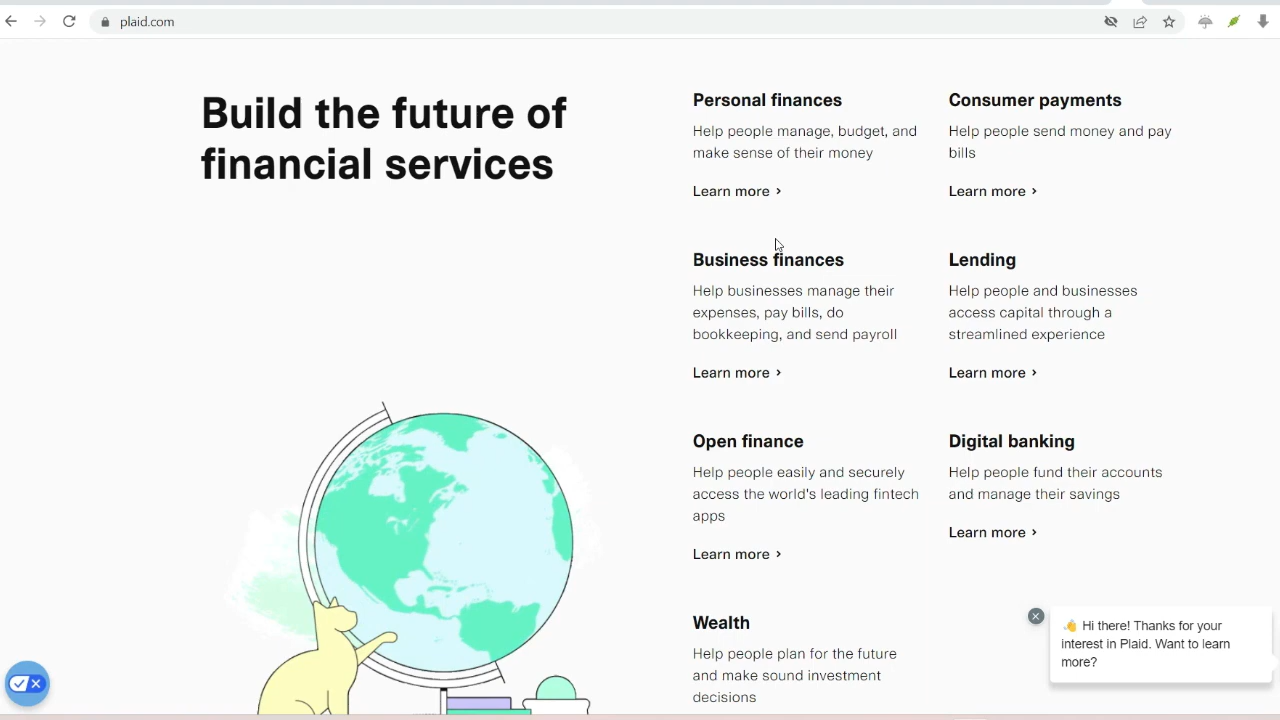 plaid.com
Build the future of
financial services
Personal finances
Help people manage, budget, and
make sense of their money
Learn more ›
Consumer payments
Help people send money and pay
bills
Learn more ›
Business finances
Help businesses manage their
expenses, pay bills, do
bookkeeping, and send payroll
Learn more ›
Lending
Help people and businesses
access capital through a
streamlined experience
Learn more ›
Open finance
Help people easily and securely
access the world's leading fintech
apps
Learn more ›
Digital banking
Help people fund their accounts
and manage their savings
Learn more ›
Wealth
Help people plan for the future
and make sound investment
decisions
👋 Hi there! Thanks for your
interest in Plaid. Want to learn
more?